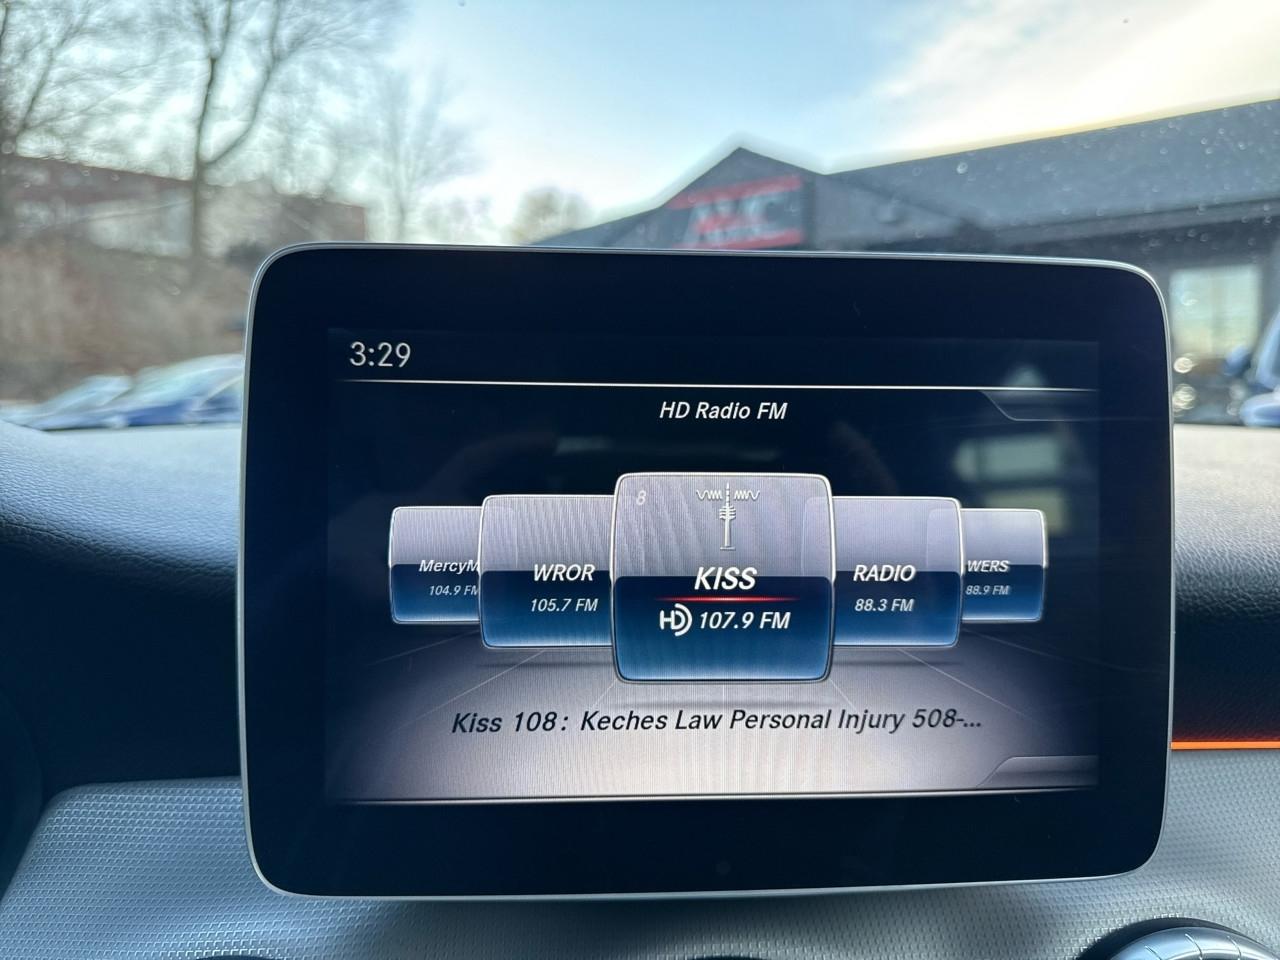 3:29
HD Radio FM
8
MercyM
104.9 FM
WROR
105.7 FM
KISS
HD 107.9 FM
RADIO
88.3 FM
WERS
88.9 FM
Kiss 108: Keches Law Personal Injury 508-...